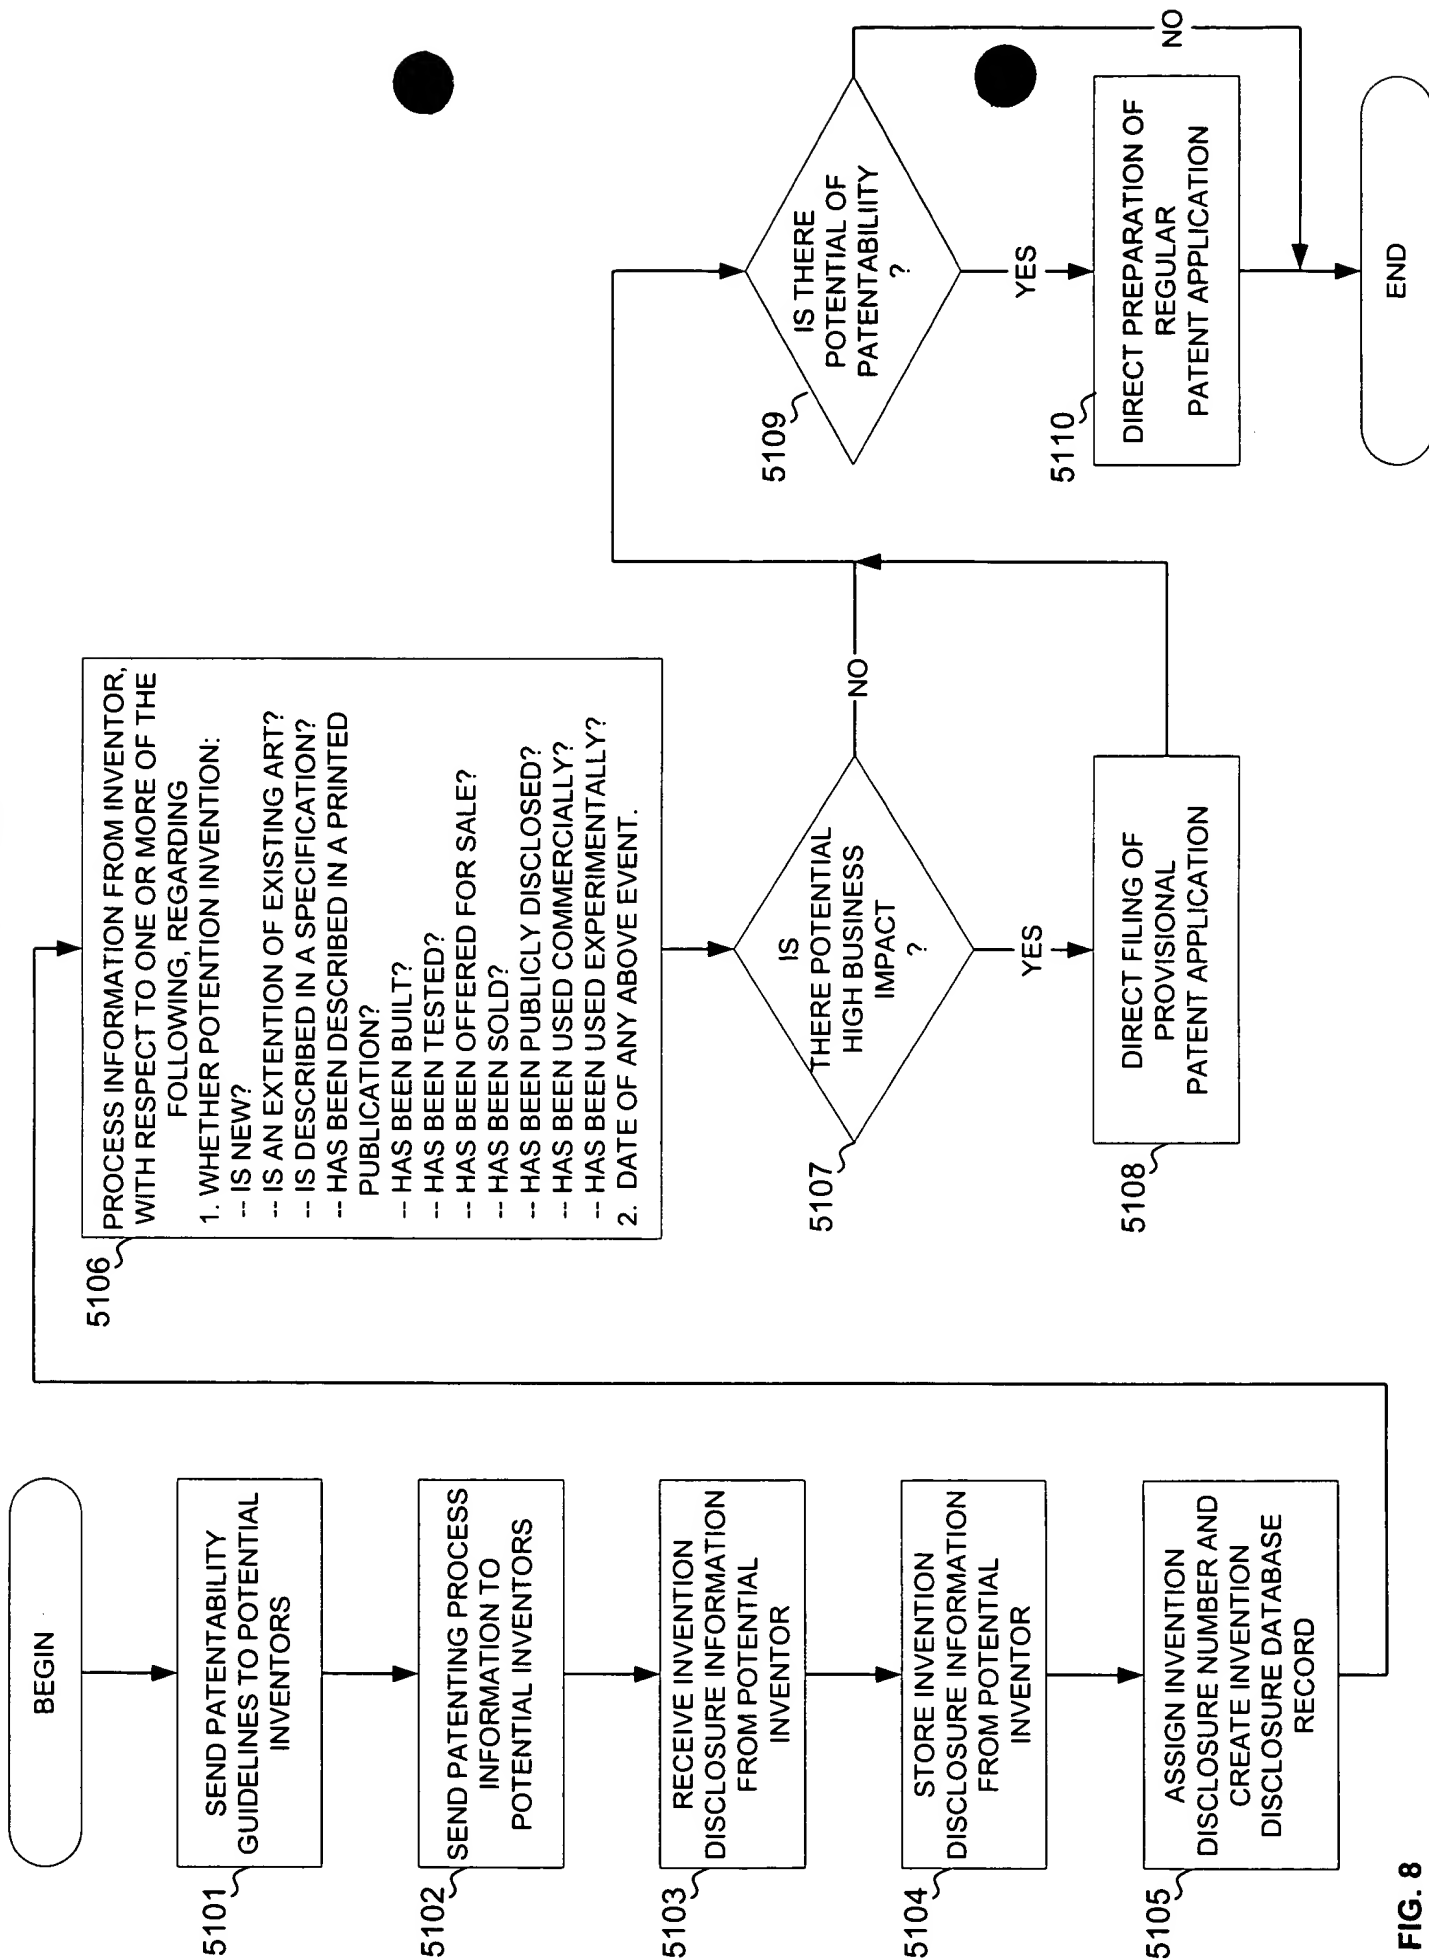 BEGIN
5101
SEND PATENTABILITY
GUIDELINES TO POTENTIAL
INVENTORS
5102
SEND PATENTING PROCESS
INFORMATION TO
POTENTIAL INVENTORS
5103
RECEIVE INVENTION
DISCLOSURE INFORMATION
FROM POTENTIAL
INVENTOR
5104
STORE INVENTION
DISCLOSURE INFORMATION
FROM POTENTIAL
INVENTOR
5105
ASSIGN INVENTION
DISCLOSURE NUMBER AND
CREATE INVENTION
DISCLOSURE DATABASE
RECORD
5106
PROCESS INFORMATION FROM INVENTOR,
WITH RESPECT TO ONE OR MORE OF THE
FOLLOWING, REGARDING
1. WHETHER POTENTION INVENTION:
-- IS NEW?
-- IS AN EXTENTION OF EXISTING ART?
-- IS DESCRIBED IN A SPECIFICATION?
-- HAS BEEN DESCRIBED IN A PRINTED
PUBLICATION?
-- HAS BEEN BUILT?
-- HAS BEEN TESTED?
-- HAS BEEN OFFERED FOR SALE?
-- HAS BEEN SOLD?
-- HAS BEEN PUBLICLY DISCLOSED?
-- HAS BEEN USED COMMERCIALLY?
-- HAS BEEN USED EXPERIMENTALLY?
2. DATE OF ANY ABOVE EVENT.
5107
IS
THERE POTENTIAL
HIGH BUSINESS
IMPACT
?
NO
YES
5108
DIRECT FILING OF
PROVISIONAL
PATENT APPLICATION
5109
IS THERE
POTENTIAL OF
PATENTABILIITY
?
NO
YES
5110
DIRECT PREPARATION OF
REGULAR
PATENT APPLICATION
END
FIG. 8